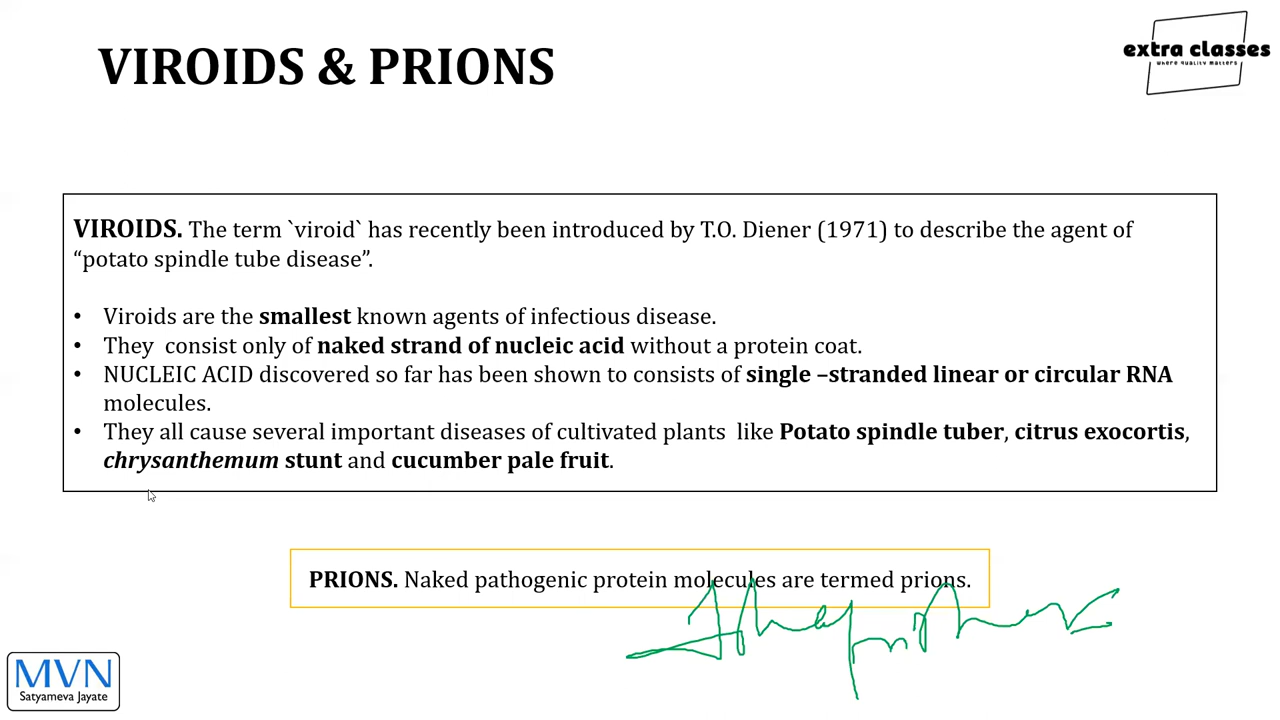 VIROIDS & PRIONS
extra classes
where quality matters
VIROIDS. The term `viroid` has recently been introduced by T.O. Diener (1971) to describe the agent of
“potato spindle tube disease”.
• Viroids are the smallest known agents of infectious disease.
• They consist only of naked strand of nucleic acid without a protein coat.
• NUCLEIC ACID discovered so far has been shown to consists of single –stranded linear or circular RNA
molecules.
• They all cause several important diseases of cultivated plants like Potato spindle tuber, citrus exocortis,
chrysanthemum stunt and cucumber pale fruit.
PRIONS. Naked pathogenic protein molecules are termed prions.
MVN
Satyameva Jayate